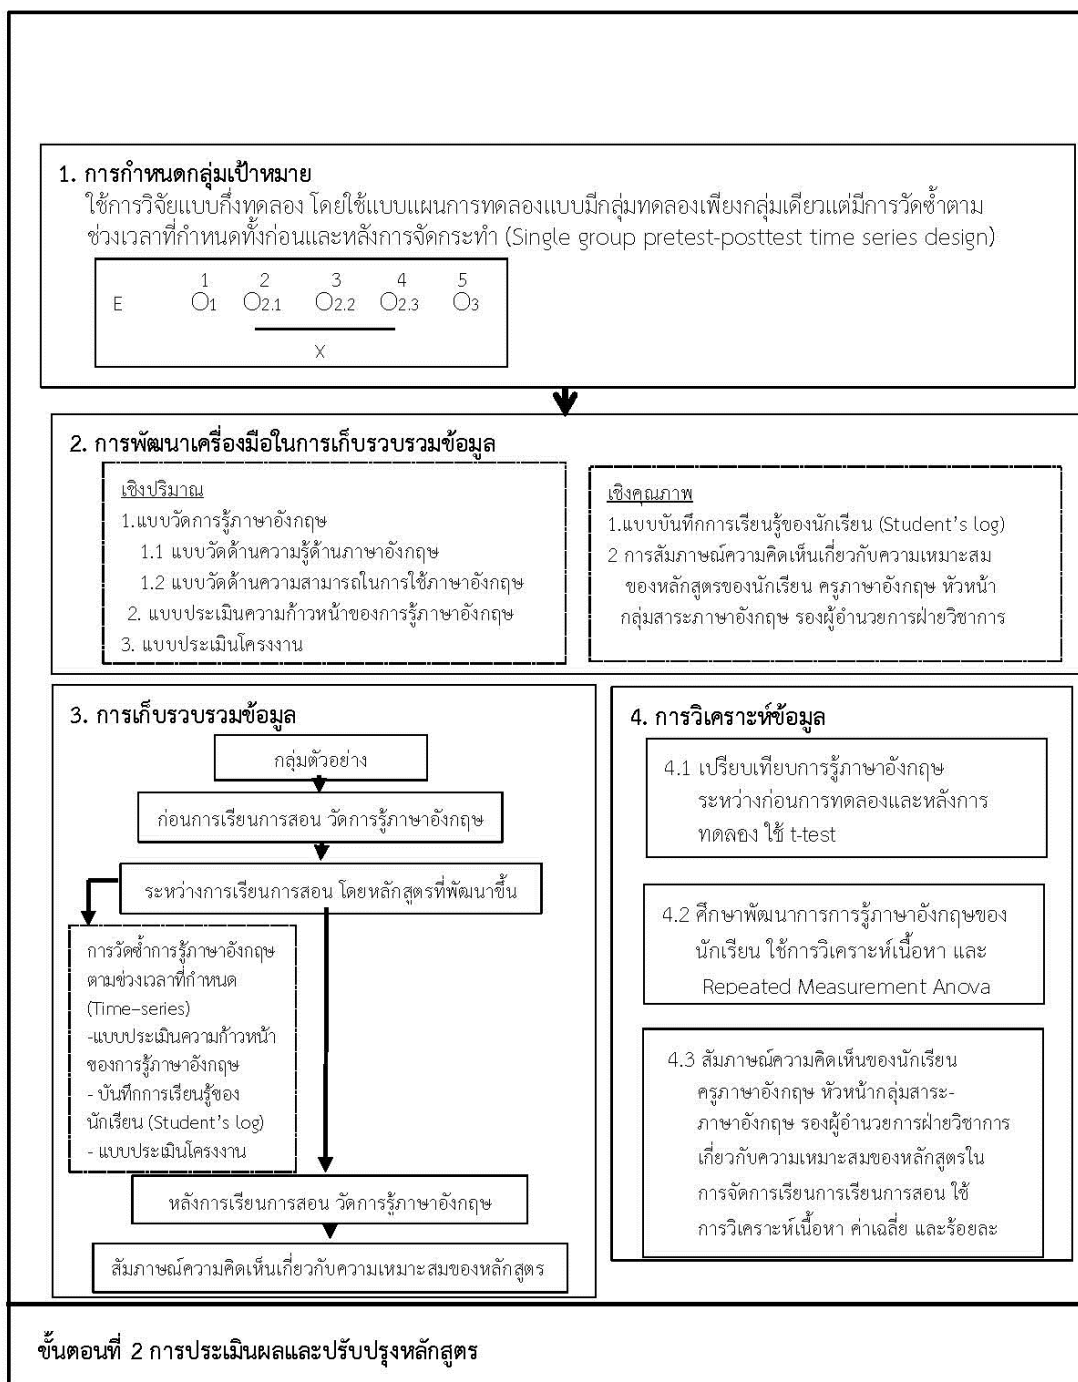 1. การกำหนดกลุ่มเป้าหมาย
ใช้การวิจัยแบบกึ่งทดลอง โดยใช้แบบแผนการทดลองแบบมีกลุ่มทดลองเพียงกลุ่มเดียวแต่มีการวัดซ้ำตาม
ช่วงเวลาที่กำหนดทั้งก่อนและหลังการจัดกระทำ (Single group pretest-posttest time series design)
1 2 3 4 5
E O1 O2.1 O2.2 O2.3 O3
X
2. การพัฒนาเครื่องมือในการเก็บรวบรวมข้อมูล
เชิงปริมาณ
1.แบบวัดการรู้ภาษาอังกฤษ
1.1 แบบวัดด้านความรู้ด้านภาษาอังกฤษ
1.2 แบบวัดด้านความสามารถในการใช้ภาษาอังกฤษ
2. แบบประเมินความก้าวหน้าของการรู้ภาษาอังกฤษ
3. แบบประเมินโครงงาน
เชิงคุณภาพ
1.แบบบันทึกการเรียนรู้ของนักเรียน (Student's log)
2 การสัมภาษณ์ความคิดเห็นเกี่ยวกับความเหมาะสม
ของหลักสูตรของนักเรียน ครูภาษาอังกฤษ หัวหน้า
กลุ่มสาระภาษาอังกฤษ รองผู้อำนวยการฝ่ายวิชาการ
3. การเก็บรวบรวมข้อมูล
กลุ่มตัวอย่าง
ก่อนการเรียนการสอน วัดการรู้ภาษาอังกฤษ
ระหว่างการเรียนการสอน โดยหลักสูตรที่พัฒนาขึ้น
การวัดซ้ำการรู้ภาษาอังกฤษ
ตามช่วงเวลาที่กำหนด
(Time-series)
-แบบประเมินความก้าวหน้า
ของการรู้ภาษาอังกฤษ
- บันทึกการเรียนรู้ของ
นักเรียน (Student's log)
- แบบประเมินโครงงาน
หลังการเรียนการสอน วัดการรู้ภาษาอังกฤษ
สัมภาษณ์ความคิดเห็นเกี่ยวกับความเหมาะสมของหลักสูตร
4. การวิเคราะห์ข้อมูล
4.1 เปรียบเทียบการรู้ภาษาอังกฤษ
ระหว่างก่อนการทดลองและหลังการ
ทดลอง ใช้ t-test
4.2 ศึกษาพัฒนาการการรู้ภาษาอังกฤษของ
นักเรียน ใช้การวิเคราะห์เนื้อหา และ
Repeated Measurement Anova
4.3 สัมภาษณ์ความคิดเห็นของนักเรียน
ครูภาษาอังกฤษ หัวหน้ากลุ่มสาระ-
ภาษาอังกฤษ รองผู้อำนวยการฝ่ายวิชาการ
เกี่ยวกับความเหมาะสมของหลักสูตรใน
การจัดการเรียนการเรียนการสอน ใช้
การวิเคราะห์เนื้อหา ค่าเฉลี่ย และร้อยละ
ขั้นตอนที่ 2 การประเมินผลและปรับปรุงหลักสูตร